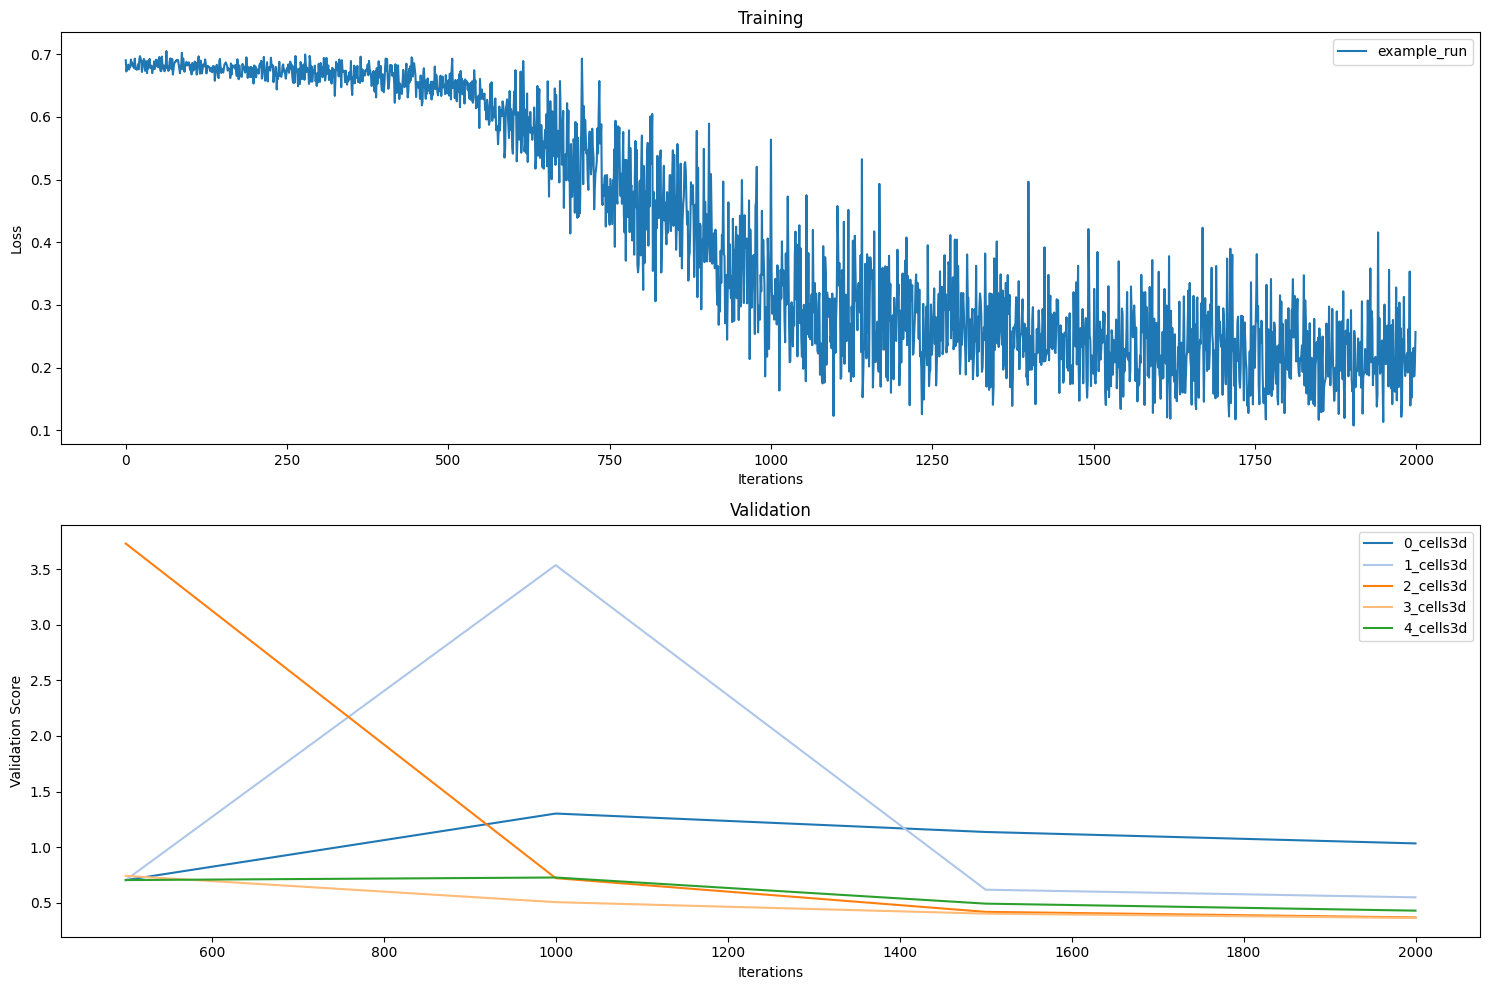 Training
0.7
0.6
0.5
0.4
0.3
0.2
0.1
Loss
example_run
0 250 500 750 1000 1250 1500 1750 2000
Iterations
Validation
3.5
3.0
2.5
2.0
1.5
1.0
0.5
Validation Score
0_cells3d
1_cells3d
2_cells3d
3_cells3d
4_cells3d
600 800 1000 1200 1400 1600 1800 2000
Iterations